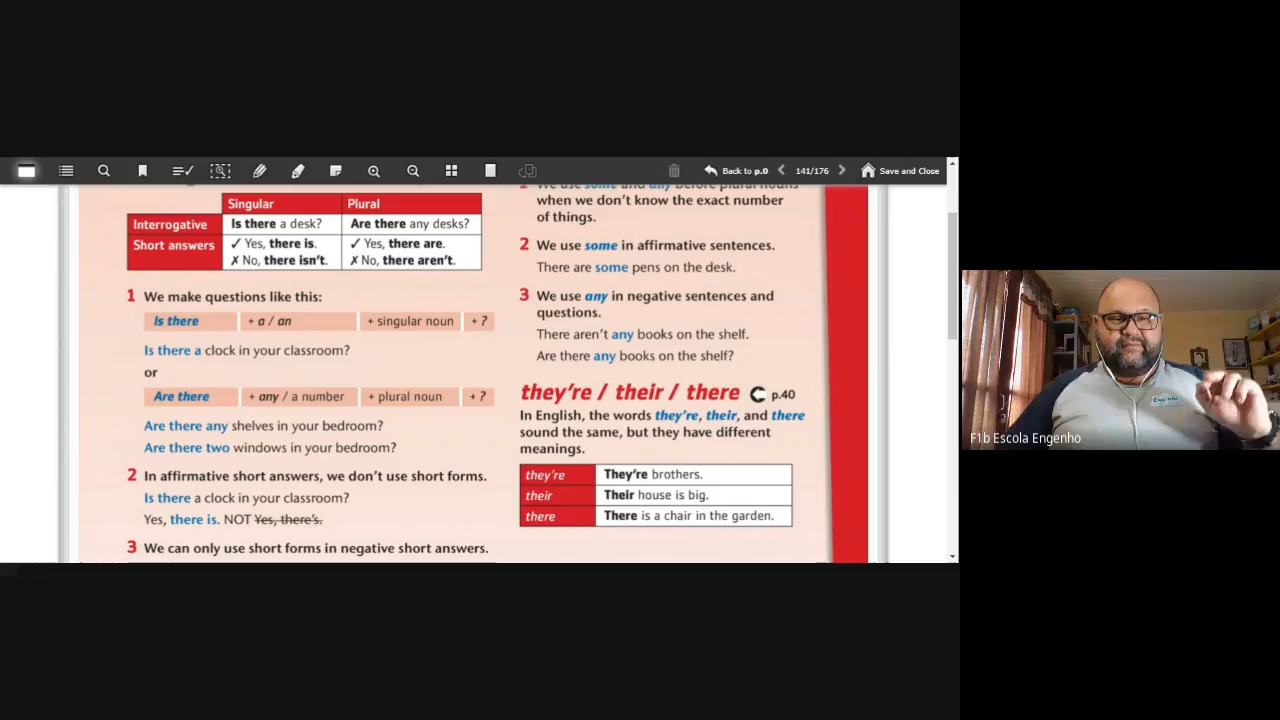 Back to p.0
141/176
Save and Close
Singular Plural
Interrogative Is there a desk? Are there any desks?
Short answers ✓ Yes, there is. ✓ Yes, there are.
✗ No, there isn't. ✗ No, there aren't.
1 We make questions like this:
Is there + a / an + singular noun + ?
Is there a clock in your classroom?
or
Are there + any / a number + plural noun + ?
Are there any shelves in your bedroom?
Are there two windows in your bedroom?
2 In affirmative short answers, we don't use short forms.
Is there a clock in your classroom?
Yes, there is. NOT Yes, there's.
3 We can only use short forms in negative short answers.
1 We use some and any before plural nouns
when we don't know the exact number
of things.
2 We use some in affirmative sentences.
There are some pens on the desk.
3 We use any in negative sentences and
questions.
There aren't any books on the shelf.
Are there any books on the shelf?
they're / their / there p.40
In English, the words they're, their, and there
sound the same, but they have different
meanings.
they're They're brothers.
their Their house is big.
there There is a chair in the garden.
Engenho
F1b Escola Engenho